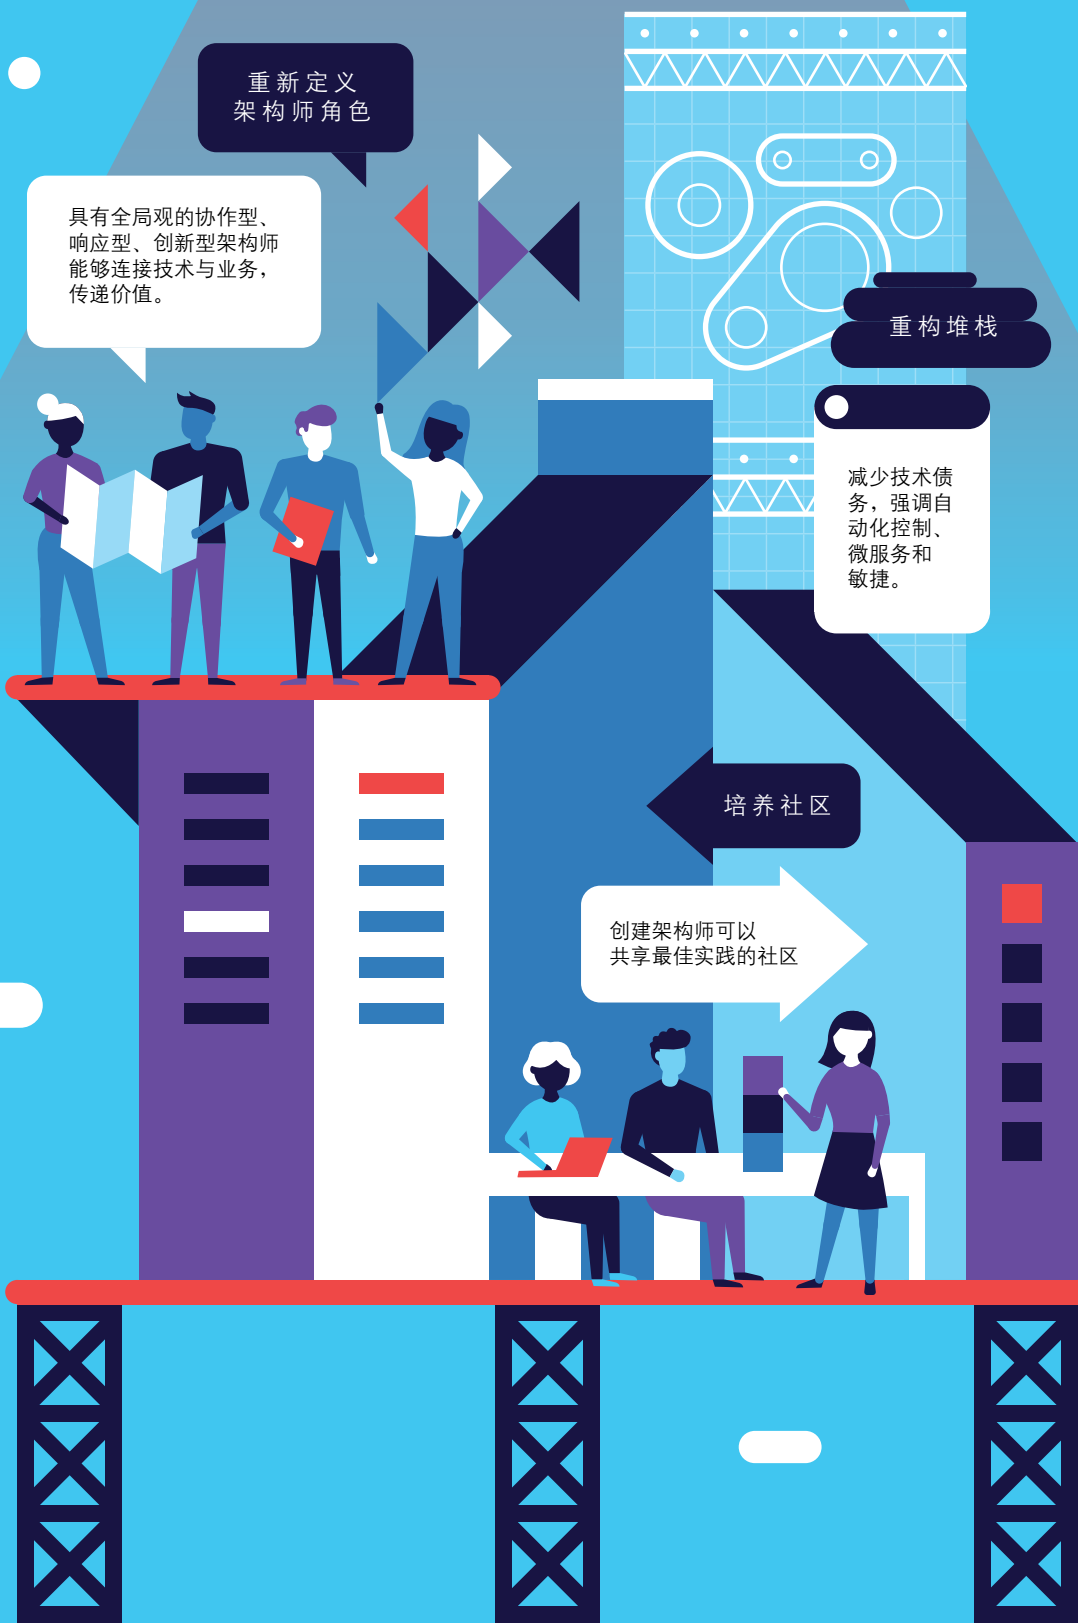 重新定义
架构师角色
具有全局观的协作型、
响应型、创新型架构师
能够连接技术与业务，
传递价值。
重构堆栈
减少技术债
务，强调自
动化控制、
微服务和
敏捷。
培养社区
创建架构师可以
共享最佳实践的社区